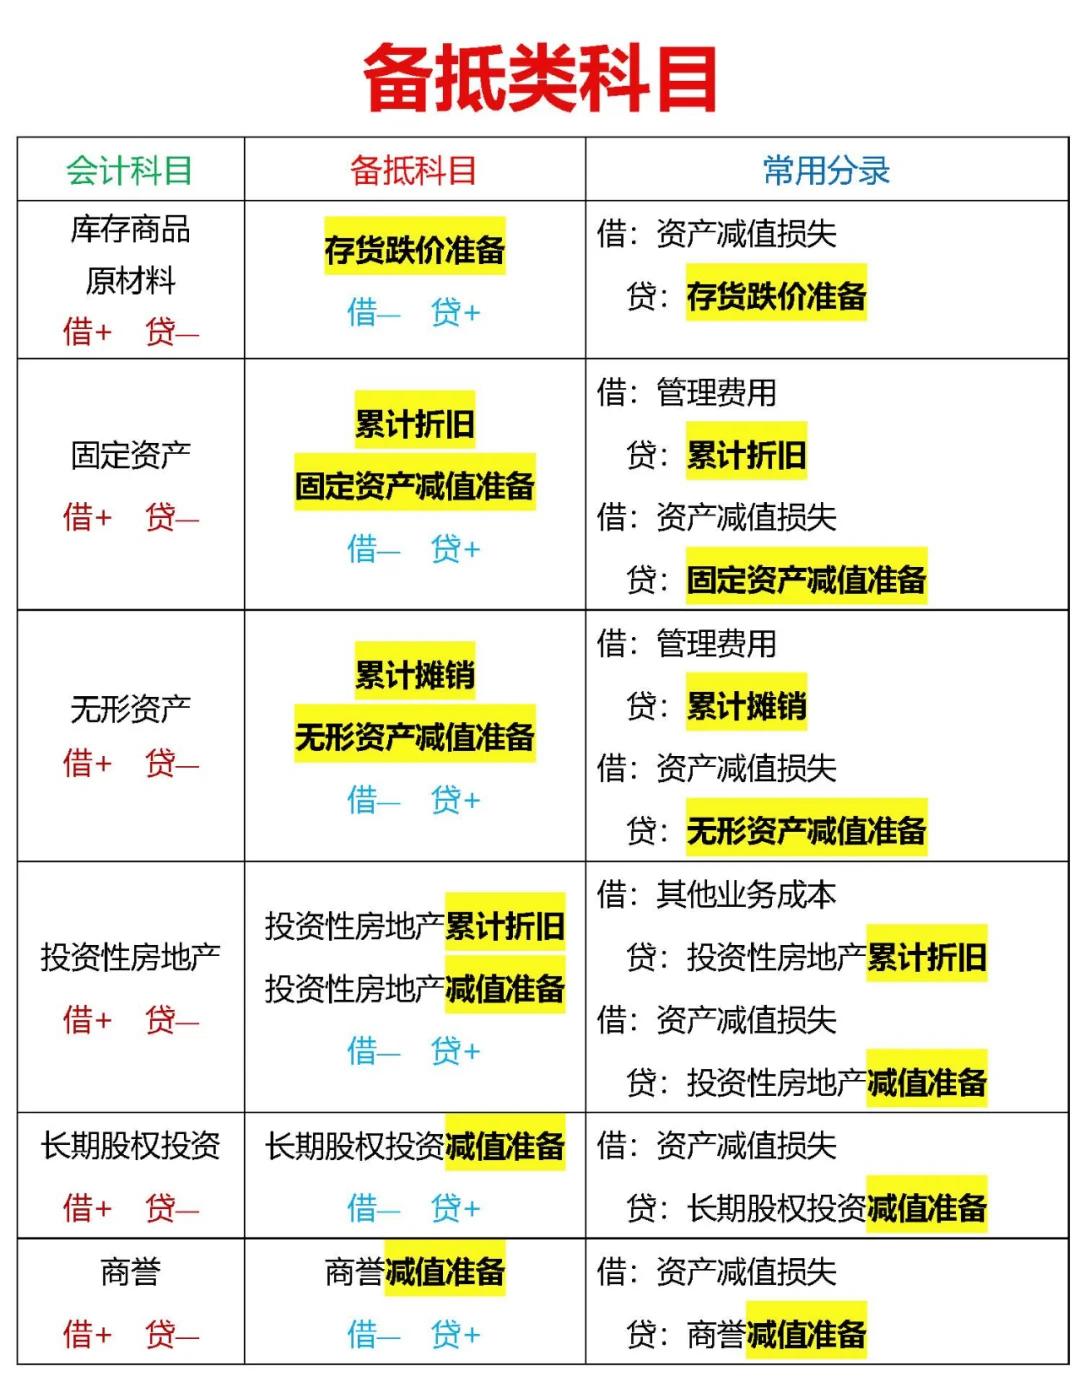 备抵类科目
会计科目
备抵科目
常用分录
库存商品
原材料
借+ 贷—
存货跌价准备
借— 贷+
借：资产减值损失
贷：存货跌价准备
固定资产
借+ 贷—
累计折旧
固定资产减值准备
借— 贷+
借：管理费用
贷：累计折旧
借：资产减值损失
贷：固定资产减值准备
无形资产
借+ 贷—
累计摊销
无形资产减值准备
借— 贷+
借：管理费用
贷：累计摊销
借：资产减值损失
贷：无形资产减值准备
投资性房地产
借+ 贷—
投资性房地产累计折旧
投资性房地产减值准备
借— 贷+
借：其他业务成本
贷：投资性房地产累计折旧
借：资产减值损失
贷：投资性房地产减值准备
长期股权投资
借+ 贷—
长期股权投资减值准备
借— 贷+
借：资产减值损失
贷：长期股权投资减值准备
商誉
借+ 贷—
商誉减值准备
借— 贷+
借：资产减值损失
贷：商誉减值准备